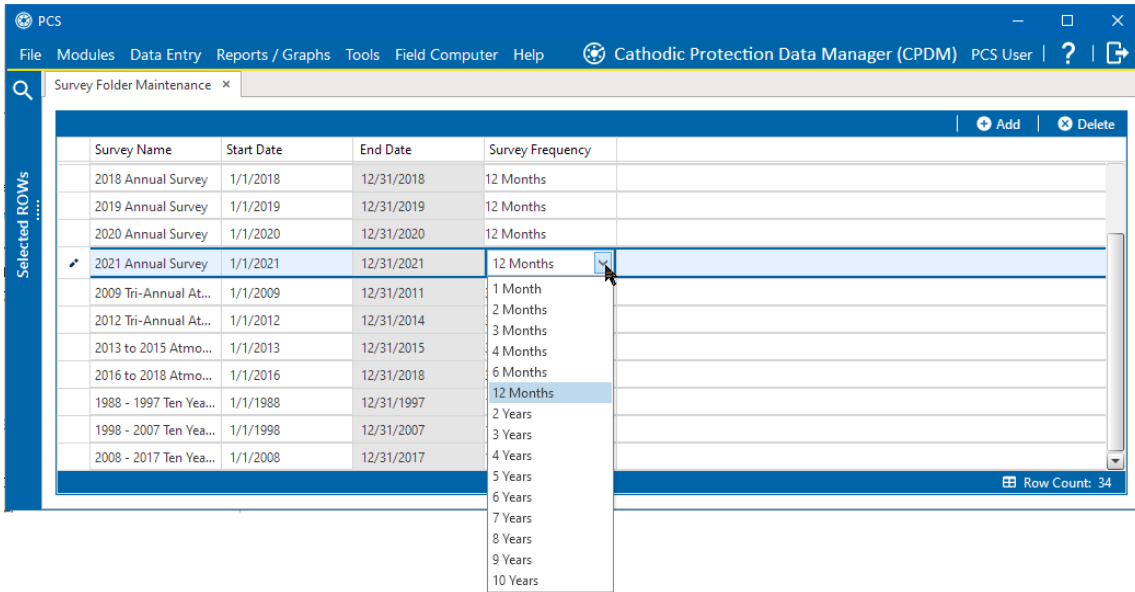 PCS
File Modules Data Entry Reports / Graphs Tools Field Computer Help Cathodic Protection Data Manager (CPDM) PCS User | ? |
Survey Folder Maintenance ×
Selected ROWs
Add | Delete
Survey Name Start Date End Date Survey Frequency
2018 Annual Survey 1/1/2018 12/31/2018 12 Months
2019 Annual Survey 1/1/2019 12/31/2019 12 Months
2020 Annual Survey 1/1/2020 12/31/2020 12 Months
2021 Annual Survey 1/1/2021 12/31/2021 12 Months
2009 Tri-Annual At... 1/1/2009 12/31/2011
2012 Tri-Annual At... 1/1/2012 12/31/2014
2013 to 2015 Atmo... 1/1/2013 12/31/2015
2016 to 2018 Atmo... 1/1/2016 12/31/2018
1988 - 1997 Ten Yea... 1/1/1988 12/31/1997
1998 - 2007 Ten Yea... 1/1/1998 12/31/2007
2008 - 2017 Ten Yea... 1/1/2008 12/31/2017
1 Month
2 Months
3 Months
4 Months
6 Months
12 Months
2 Years
3 Years
4 Years
5 Years
6 Years
7 Years
8 Years
9 Years
10 Years
Row Count: 34